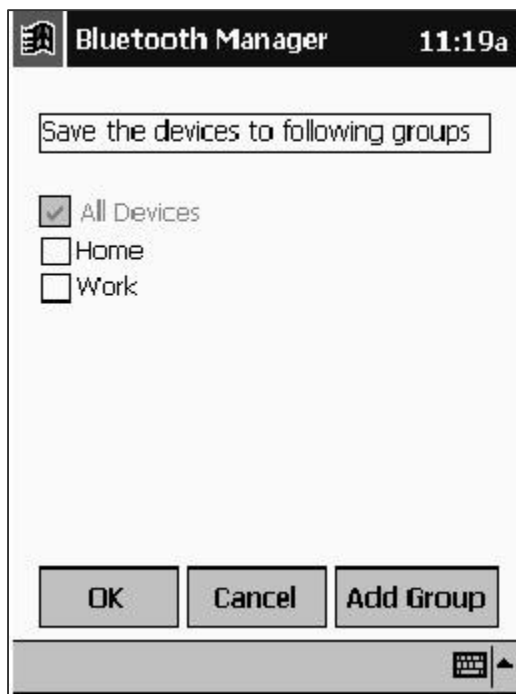 Bluetooth Manager 11:19a
Save the devices to following groups
All Devices
Home
Work
OK Cancel Add Group